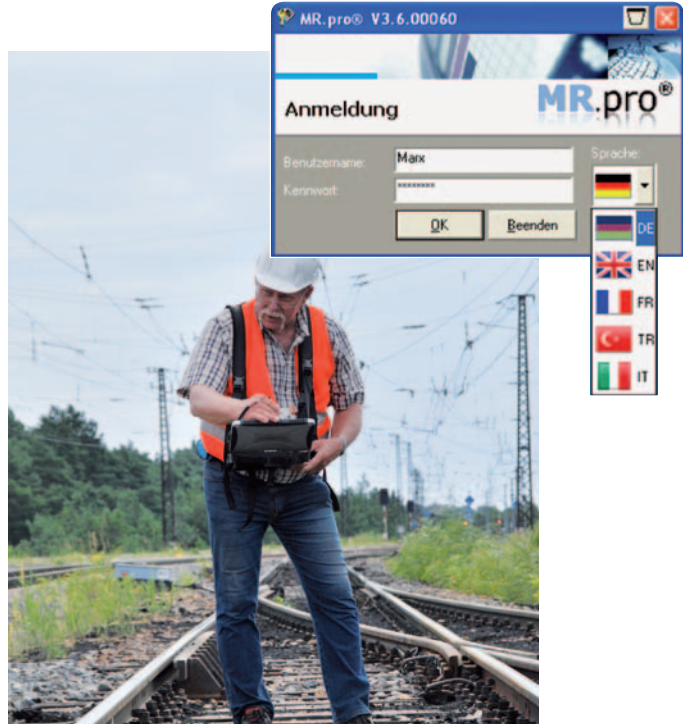 MR.pro® V3.6.00060
Anmeldung
MR.pro®
Benutzername:
Marx
Sprache:
Kennwort:
********
OK
Beenden
DE
EN
FR
TR
IT